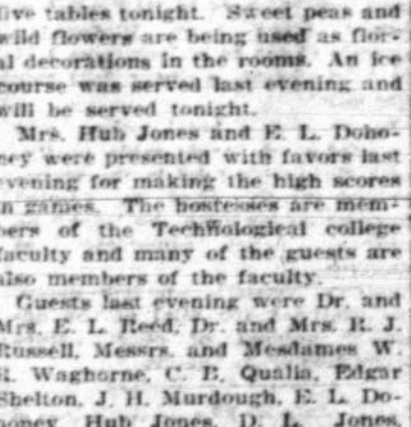 five tables tonight. Sweet peas and
wild flowers are being used as flor-
al decorations in the rooms. An ice
course was served last evening and
will be served tonight.
Mrs. Hub Jones and E. L. Doho-
ney were presented with favors last
evening for making the high scores
in games. The hostesses are mem-
bers of the Technological college
faculty and many of the guests are
also members of the faculty.
Guests last evening were Dr. and
Mrs. E. L. Reed, Dr. and Mrs. R. J.
Russell, Messrs. and Mesdames W.
R. Waghorne, C. B. Qualia, Edgar
Shelton, J. H. Murdough, E. L. Do-
honey, Hub Jones, D. L. Jones,